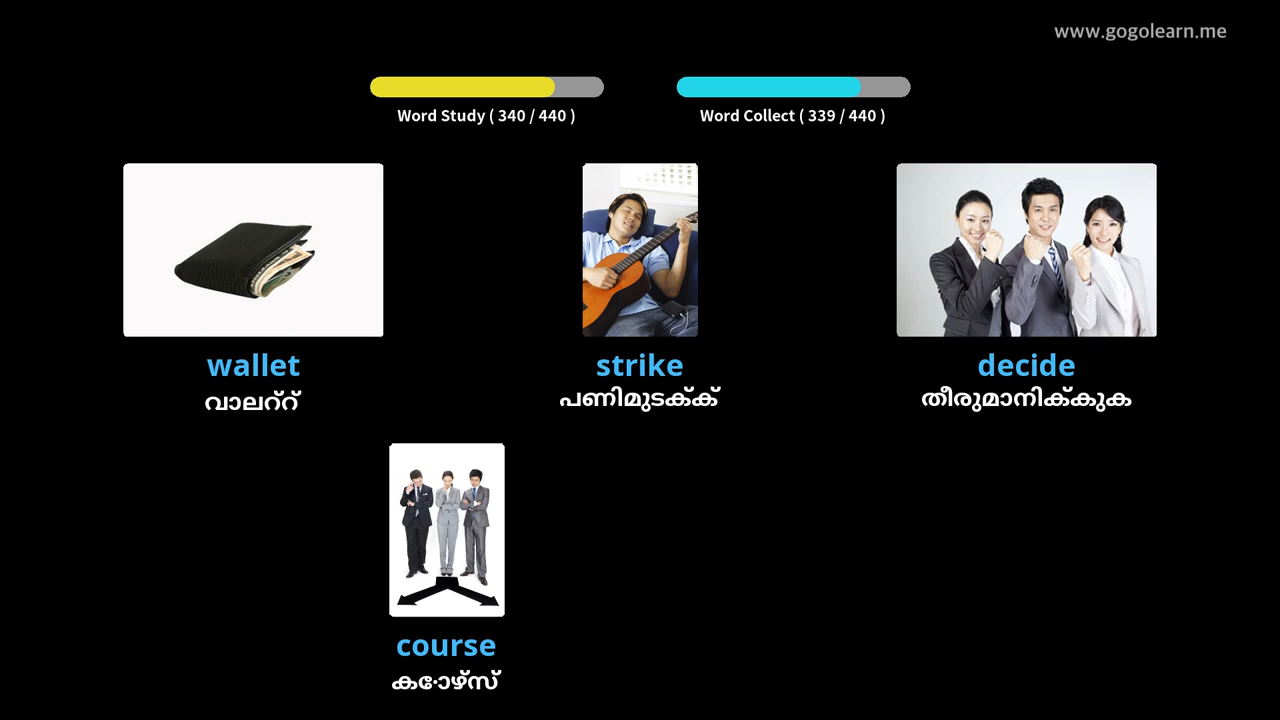 www.gogolearn.me
Word Study ( 340 / 440 )
Word Collect ( 339 / 440 )
wallet
വാലറ്റ്
strike
പണിമുടക്ക്
decide
തീരുമാനിക്കുക
course
കോഴ്സ്